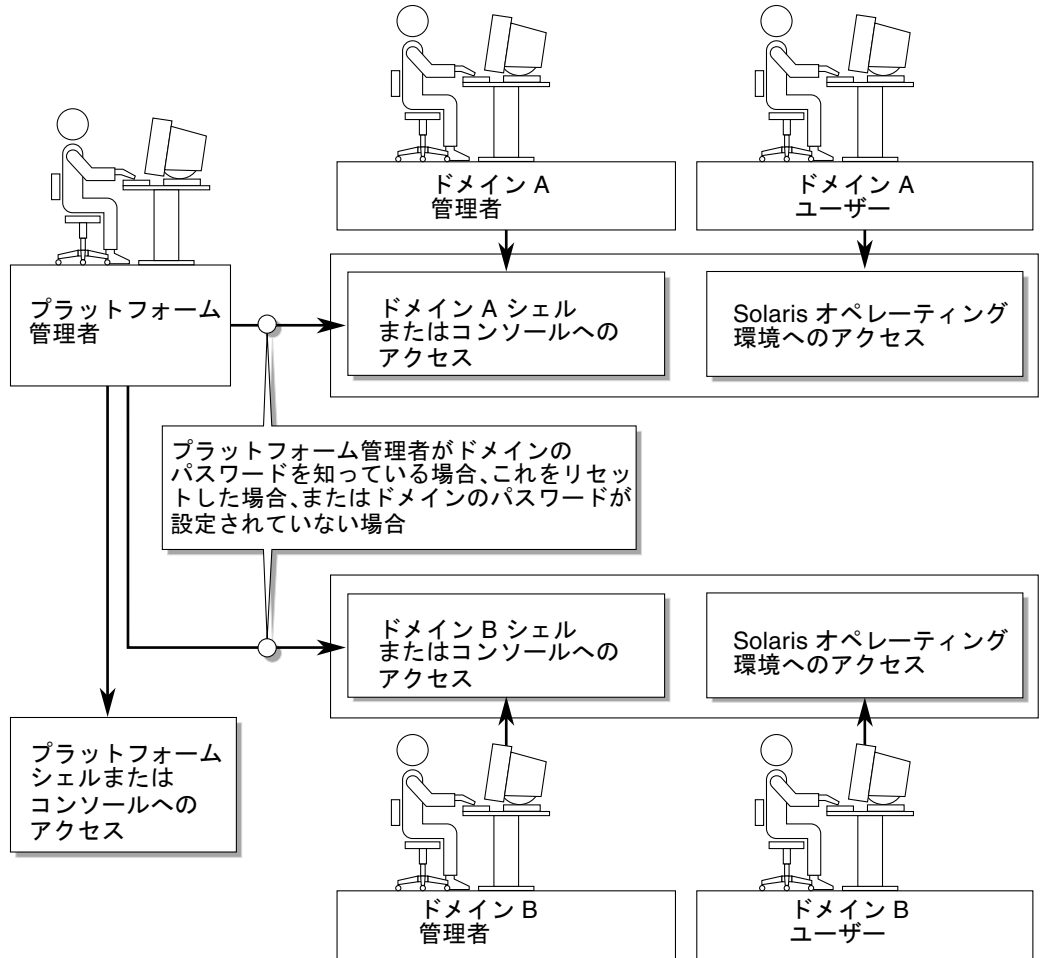 ドメイン A
管理者
ドメイン A
ユーザー
プラットフォーム
管理者
ドメイン A シェル
またはコンソールへの
アクセス
Solaris オペレーティング
環境へのアクセス
プラットフォーム管理者がドメインの
パスワードを知っている場合、これをリセッ
トした場合、またはドメインのパスワードが
設定されていない場合
ドメイン B シェル
またはコンソールへの
アクセス
Solaris オペレーティング
環境へのアクセス
プラットフォーム
シェルまたは
コンソールへの
アクセス
ドメイン B
管理者
ドメイン B
ユーザー